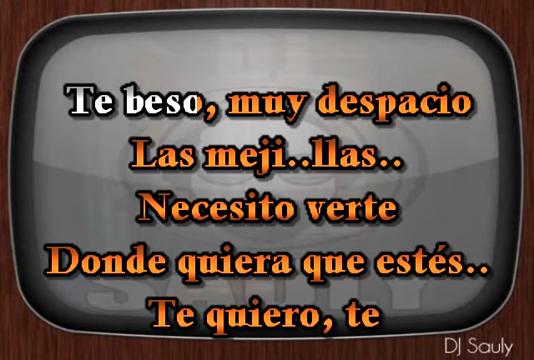 Te beso, muy despacio
Las meji..llas..
Necesito verte
Donde quiera que estés..
Te quiero, te
DJ Sauly